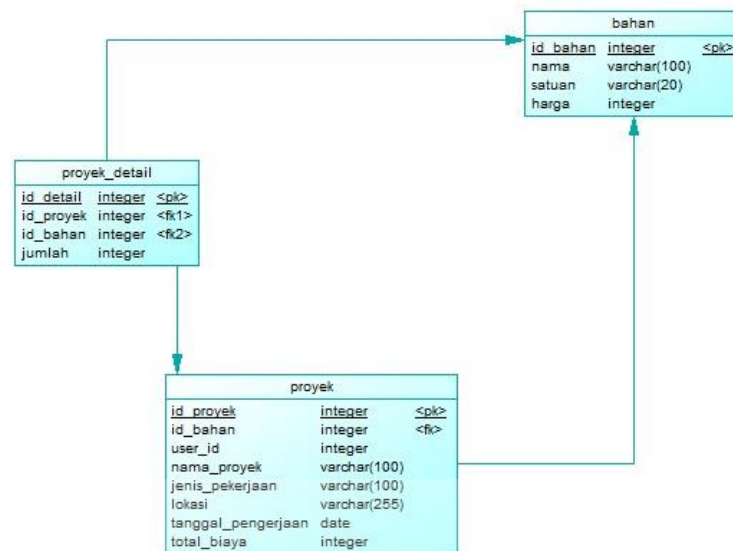 bahan
id_bahan integer <pk>
nama varchar(100)
satuan varchar(20)
harga integer
proyek_detail
id_detail integer <pk>
id_proyek integer <fk1>
id_bahan integer <fk2>
jumlah integer
proyek
id_proyek integer <pk>
id_bahan integer <fk>
user_id integer
nama_proyek varchar(100)
jenis_pekerjaan varchar(100)
lokasi varchar(255)
tanggal_pengerjaan date
total_biaya integer